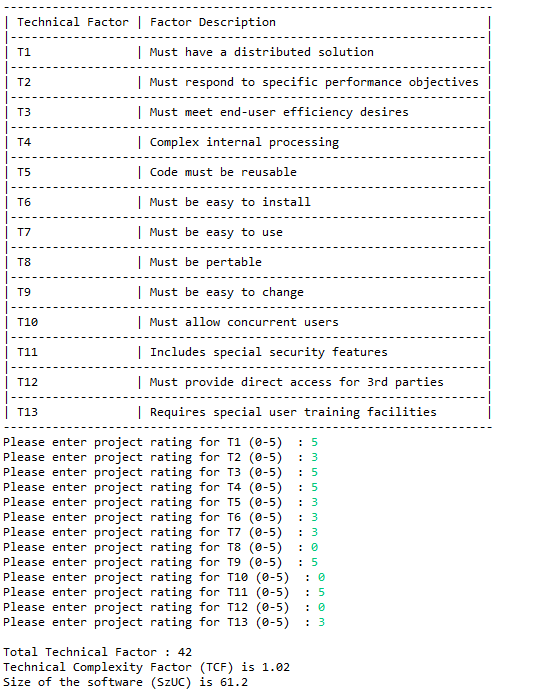 Technical Factor | Factor Description
T1 | Must have a distributed solution
T2 | Must respond to specific performance objectives
T3 | Must meet end-user efficiency desires
T4 | Complex internal processing
T5 | Code must be reusable
T6 | Must be easy to install
T7 | Must be easy to use
T8 | Must be pertable
T9 | Must be easy to change
T10 | Must allow concurrent users
T11 | Includes special security features
T12 | Must provide direct access for 3rd parties
T13 | Requires special user training facilities
Please enter project rating for T1 (0-5)  : 5
Please enter project rating for T2 (0-5)  : 3
Please enter project rating for T3 (0-5)  : 5
Please enter project rating for T4 (0-5)  : 5
Please enter project rating for T5 (0-5)  : 3
Please enter project rating for T6 (0-5)  : 3
Please enter project rating for T7 (0-5)  : 3
Please enter project rating for T8 (0-5)  : 0
Please enter project rating for T9 (0-5)  : 5
Please enter project rating for T10 (0-5)  : 0
Please enter project rating for T11 (0-5)  : 5
Please enter project rating for T12 (0-5)  : 0
Please enter project rating for T13 (0-5)  : 3
Total Technical Factor : 42
Technical Complexity Factor (TCF) is 1.02
Size of the software (SzUC) is 61.2